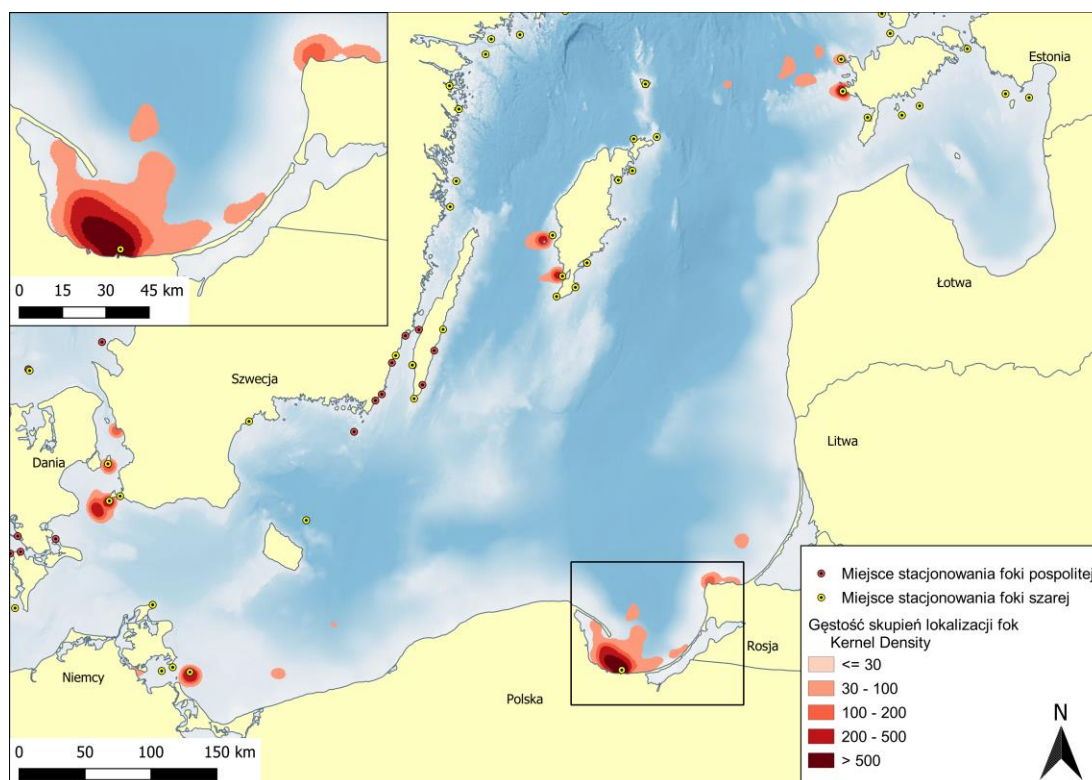 Estonia
Łotwa
Szwecja
Litwa
Dania
Niemcy
Polska
Rosja
0 15 30 45 km
0 50 100 150 km
Miejsce stacjonowania foki pospolitej
Miejsce stacjonowania foki szarej
Gęstość skupień lokalizacji fok
Kernel Density
<= 30
30 - 100
100 - 200
200 - 500
> 500
N